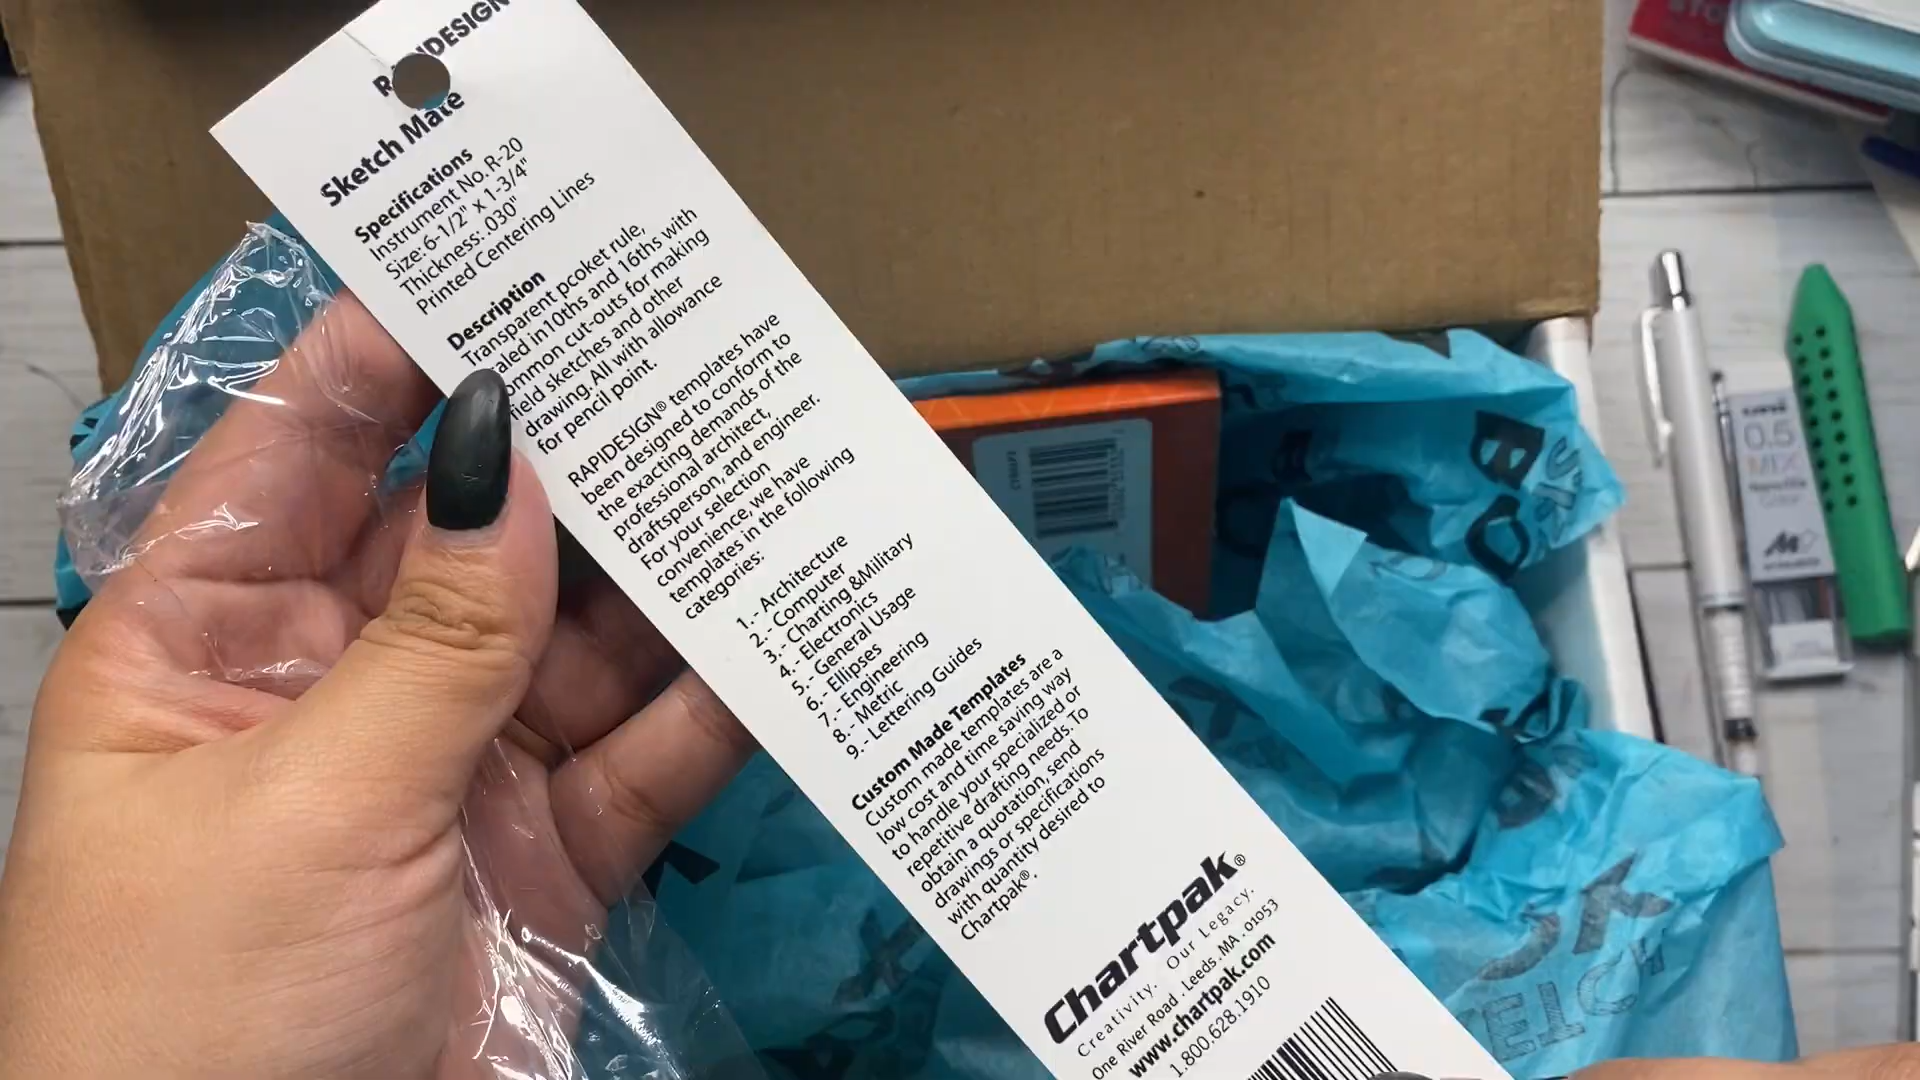 RAPIDESIGN
Sketch Mate
Specifications
Instrument No. R-20
Size: 6-1/2" x 1-3/4"
Thickness: .030"
Printed Centering Lines
Description
Transparent pcoket rule,
scaled in10ths and 16ths with
common cut-outs for making
field sketches and other
drawing. All with allowance
for pencil point.
RAPIDESIGN® templates have
been designed to conform to
the exacting demands of the
professional architect,
draftsperson, and engineer.
For your selection
convenience, we have
templates in the following
categories:
1.- Architecture
2.- Computer
3.- Charting &Military
4.- Electronics
5.- General Usage
6.- Ellipses
7.- Engineering
8.- Metric
9.- Lettering Guides
Custom Made Templates
Custom made templates are a
low cost and time saving way
to handle your specialized or
repetitive drafting needs. To
obtain a quotation, send
drawings or specifications
with quantity desired to
Chartpak®.
Chartpak®
Creativity. Our Legacy.
One River Road . Leeds . MA . 01053
www.chartpak.com
1.800.628.1910
uni
0.5
MIX